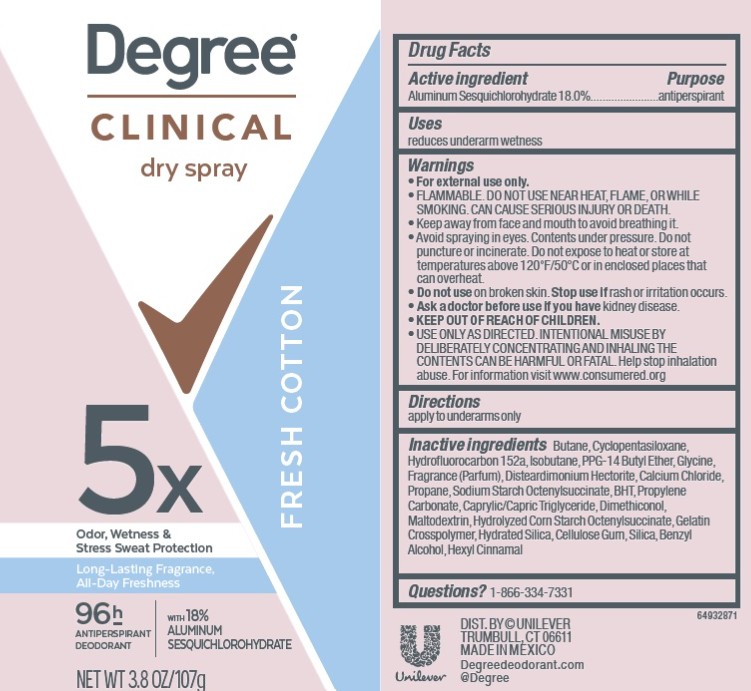 Degree®
CLINICAL
dry spray
FRESH COTTON
5x
Odor, Wetness &
Stress Sweat Protection
Long-Lasting Fragrance,
All-Day Freshness
96h
ANTIPERSPIRANT
DEODORANT
WITH 18%
ALUMINUM
SESQUICHLOROHYDRATE
NET WT 3.8 OZ/107g
Drug Facts
Active ingredient Purpose
Aluminum Sesquichlorohydrate 18.0%.......................antiperspirant
Uses
reduces underarm wetness
Warnings
• For external use only.
• FLAMMABLE. DO NOT USE NEAR HEAT, FLAME, OR WHILE
SMOKING. CAN CAUSE SERIOUS INJURY OR DEATH.
• Keep away from face and mouth to avoid breathing it.
• Avoid spraying in eyes. Contents under pressure. Do not
puncture or incinerate. Do not expose to heat or store at
temperatures above 120°F/50°C or in enclosed places that
can overheat.
• Do not use on broken skin. Stop use if rash or irritation occurs.
• Ask a doctor before use if you have kidney disease.
• KEEP OUT OF REACH OF CHILDREN.
• USE ONLY AS DIRECTED. INTENTIONAL MISUSE BY
DELIBERATELY CONCENTRATING AND INHALING THE
CONTENTS CAN BE HARMFUL OR FATAL. Help stop inhalation
abuse. For information visit www.consumered.org
Directions
apply to underarms only
Inactive ingredients Butane, Cyclopentasiloxane,
Hydrofluorocarbon 152a, Isobutane, PPG-14 Butyl Ether, Glycine,
Fragrance (Parfum), Disteardimonium Hectorite, Calcium Chloride,
Propane, Sodium Starch Octenylsuccinate, BHT, Propylene
Carbonate, Caprylic/Capric Triglyceride, Dimethiconol,
Maltodextrin, Hydrolyzed Corn Starch Octenylsuccinate, Gelatin
Crosspolymer, Hydrated Silica, Cellulose Gum, Silica, Benzyl
Alcohol, Hexyl Cinnamal
Questions? 1-866-334-7331
64932871
Unilever
DIST. BY © UNILEVER
TRUMBULL, CT 06611
MADE IN MEXICO
Degreedeodorant.com
@Degree